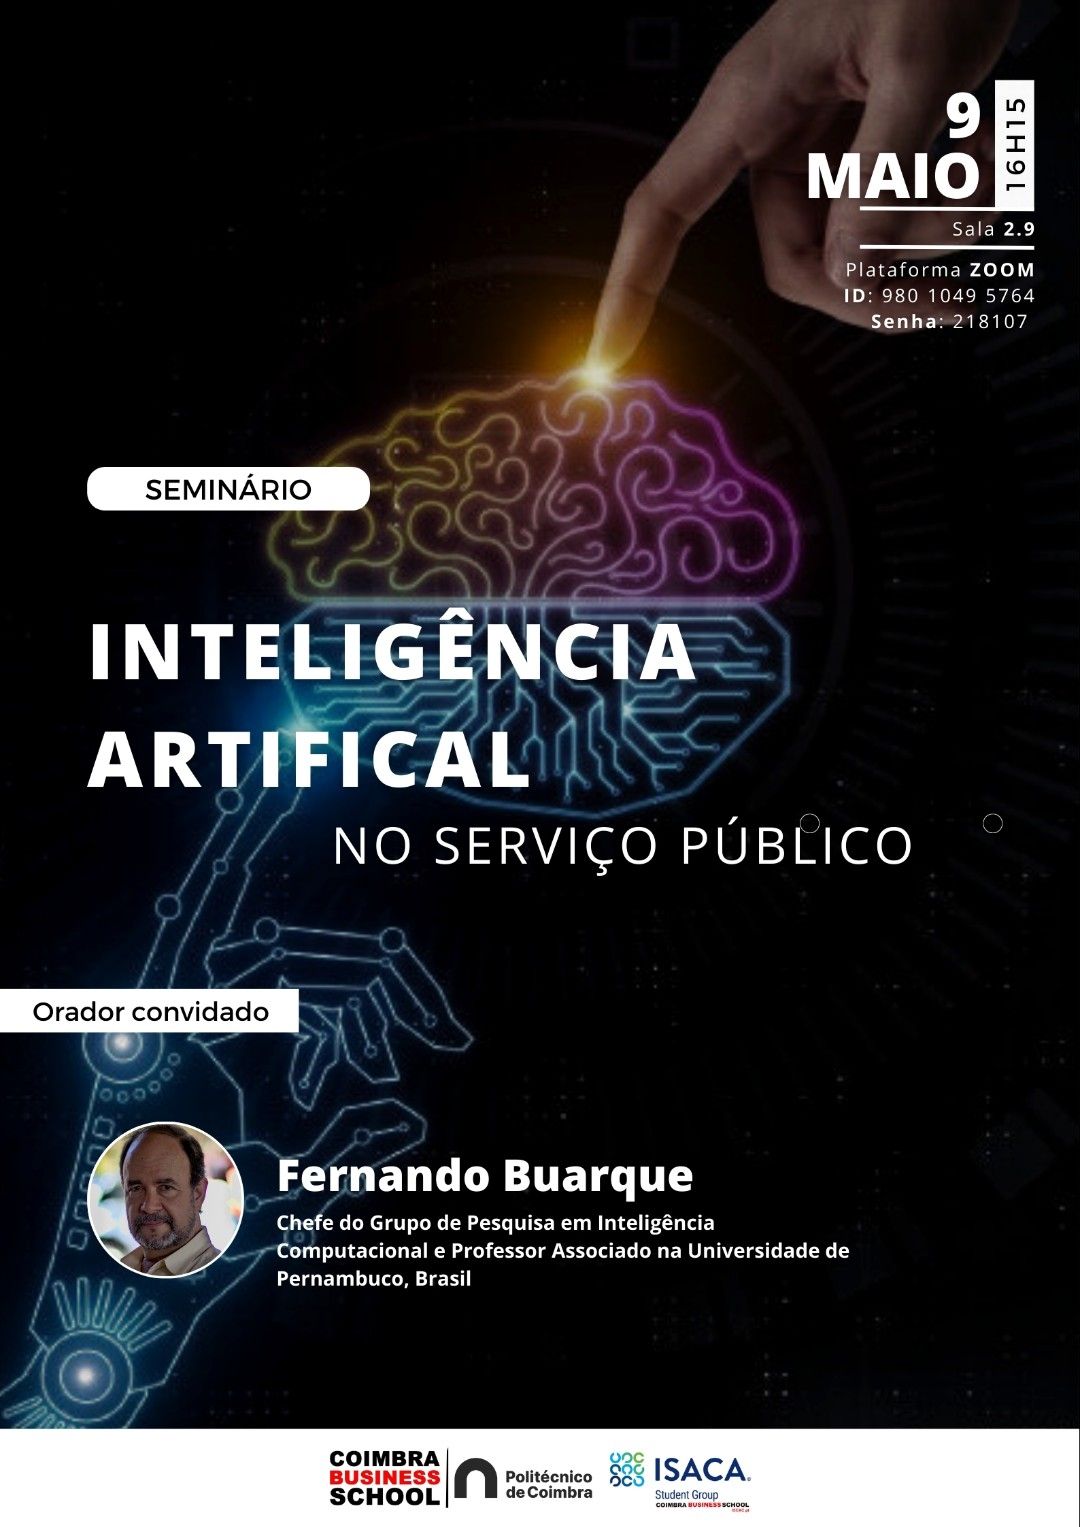 9
MAIO
16H15
Sala 2.9
Plataforma ZOOM
ID: 980 1049 5764
Senha: 218107
SEMINÁRIO
INTELIGÊNCIA
ARTIFICAL
NO SERVIÇO PÚBLICO
Orador convidado
Fernando Buarque
Chefe do Grupo de Pesquisa em Inteligência
Computacional e Professor Associado na Universidade de
Pernambuco, Brasil
COIMBRA
BUSINESS
SCHOOL
Politécnico
de Coimbra
ISACA®
Student Group
COIMBRA BUSINESS SCHOOL